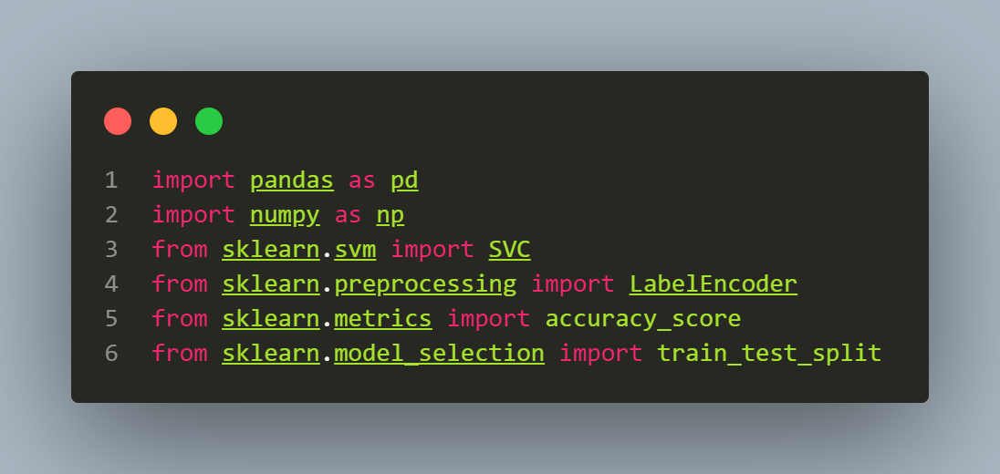 1 import pandas as pd
2 import numpy as np
3 from sklearn.svm import SVC
4 from sklearn.preprocessing import LabelEncoder
5 from sklearn.metrics import accuracy_score
6 from sklearn.model_selection import train_test_split